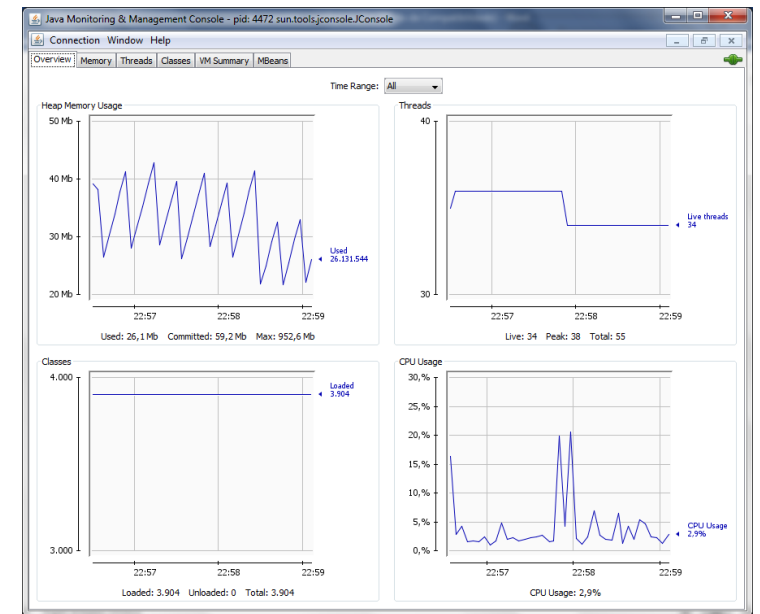 Java Monitoring & Management Console - pid: 4472 sun.tools.jconsole.JConsole
Connection Window Help
Overview Memory Threads Classes VM Summary MBeans
Time Range: All
Heap Memory Usage
50 Mb
40 Mb
30 Mb
20 Mb
Used
26.131.544
22:57 22:58 22:59
Used: 26,1 Mb Committed: 59,2 Mb Max: 952,6 Mb
Threads
40
30
Live threads
34
22:57 22:58 22:59
Live: 34 Peak: 38 Total: 55
Classes
4.000
3.000
Loaded
3.904
22:57 22:58 22:59
Loaded: 3.904 Unloaded: 0 Total: 3.904
CPU Usage
30,%
25,%
20,%
15,%
10,%
5,%
0,%
CPU Usage
2,9%
22:57 22:58 22:59
CPU Usage: 2,9%